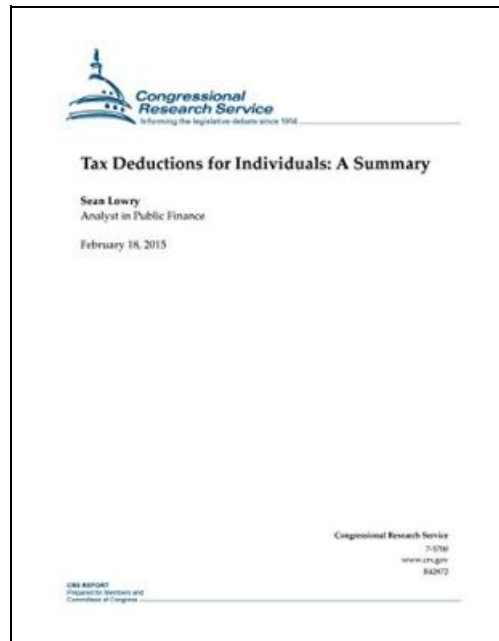 Congressional
Research Service
Informing the legislative debate since 1914
Tax Deductions for Individuals: A Summary
Sean Lowry
Analyst in Public Finance
February 18, 2015
Congressional Research Service
7-5700
www.crs.gov
R42872
CRS REPORT
Prepared for Members and
Committees of Congress